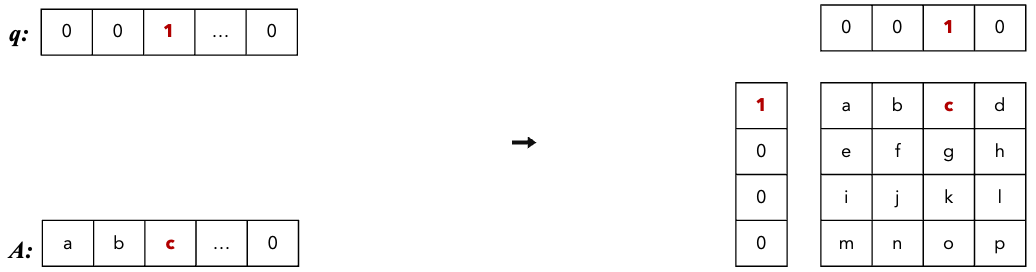 q: 0 0 1 ... 0
0 0 1 0
1 a b c d
0 e f g h
→
0 i j k l
A: a b c ... 0
0 m n o p